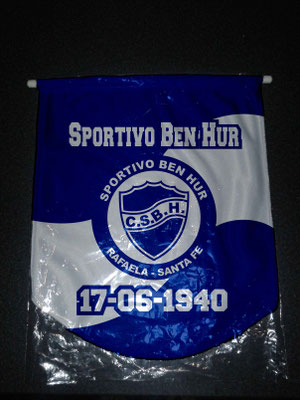 SPORTIVO BEN HUR
SPORTIVO BEN HUR
C.S.B.H.
RAFAELA - SANTA FE
17-06-1940